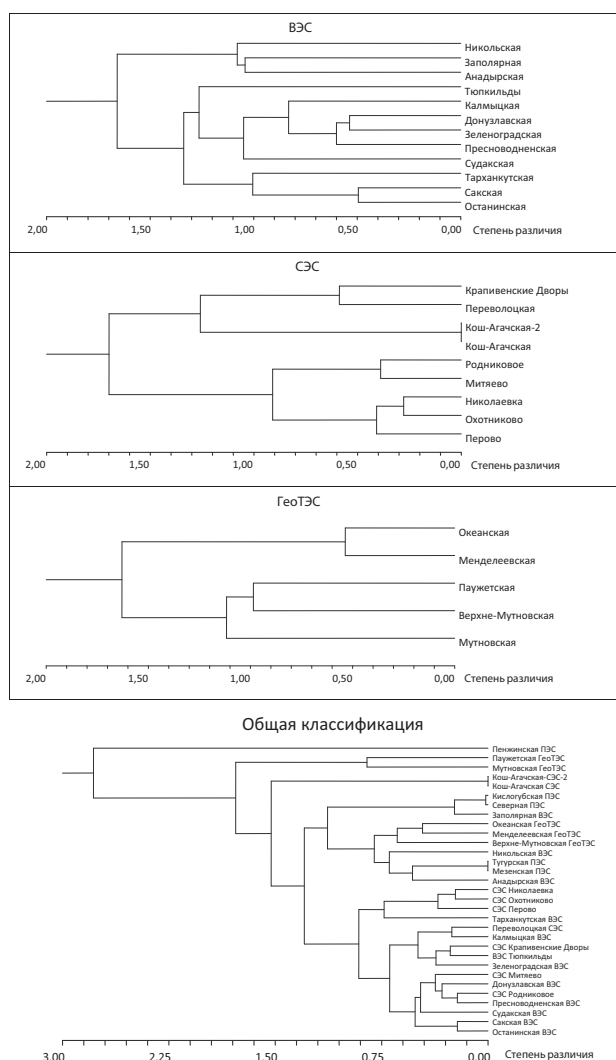 ВЭС
Никольская
Заполярная
Анадырская
Тюпкильды
Калмыцкая
Донузлавская
Зеленоградская
Пресноводненская
Судакская
Тарханкутская
Сакская
Останинская
2,00 1,50 1,00 0,50 0,00 Степень различия
СЭС
Крапивенские Дворы
Переволоцкая
Кош-Агачская-2
Кош-Агачская
Родниковое
Митяево
Николаевка
Охотниково
Перово
2,00 1,50 1,00 0,50 0,00 Степень различия
ГеоТЭС
Океанская
Менделеевская
Паужетская
Верхне-Мутновская
Мутновская
2,00 1,50 1,00 0,50 0,00 Степень различия
Общая классификация
Пенжинская ПЭС
Паужетская ГеоТЭС
Мутновская ГеоТЭС
Кош-Агачская-СЭС-2
Кош-Агачская СЭС
Кислогубская ПЭС
Северная ПЭС
Заполярная ВЭС
Океанская ГеоТЭС
Менделеевская ГеоТЭС
Верхне-Мутновская ГеоТЭС
Никольская ВЭС
Тугурская ПЭС
Мезенская ПЭС
Анадырская ВЭС
СЭС Николаевка
СЭС Охотниково
СЭС Перово
Тарханкутская ВЭС
Переволоцкая СЭС
Калмыцкая ВЭС
СЭС Крапивенские Дворы
ВЭС Тюпкильды
Зеленоградская ВЭС
СЭС Митяево
Донузлавская ВЭС
СЭС Родниковое
Пресноводненская ВЭС
Судакская ВЭС
Сакская ВЭС
Останинская ВЭС
3,00 2,25 1,50 0,75 0,00 Степень различия